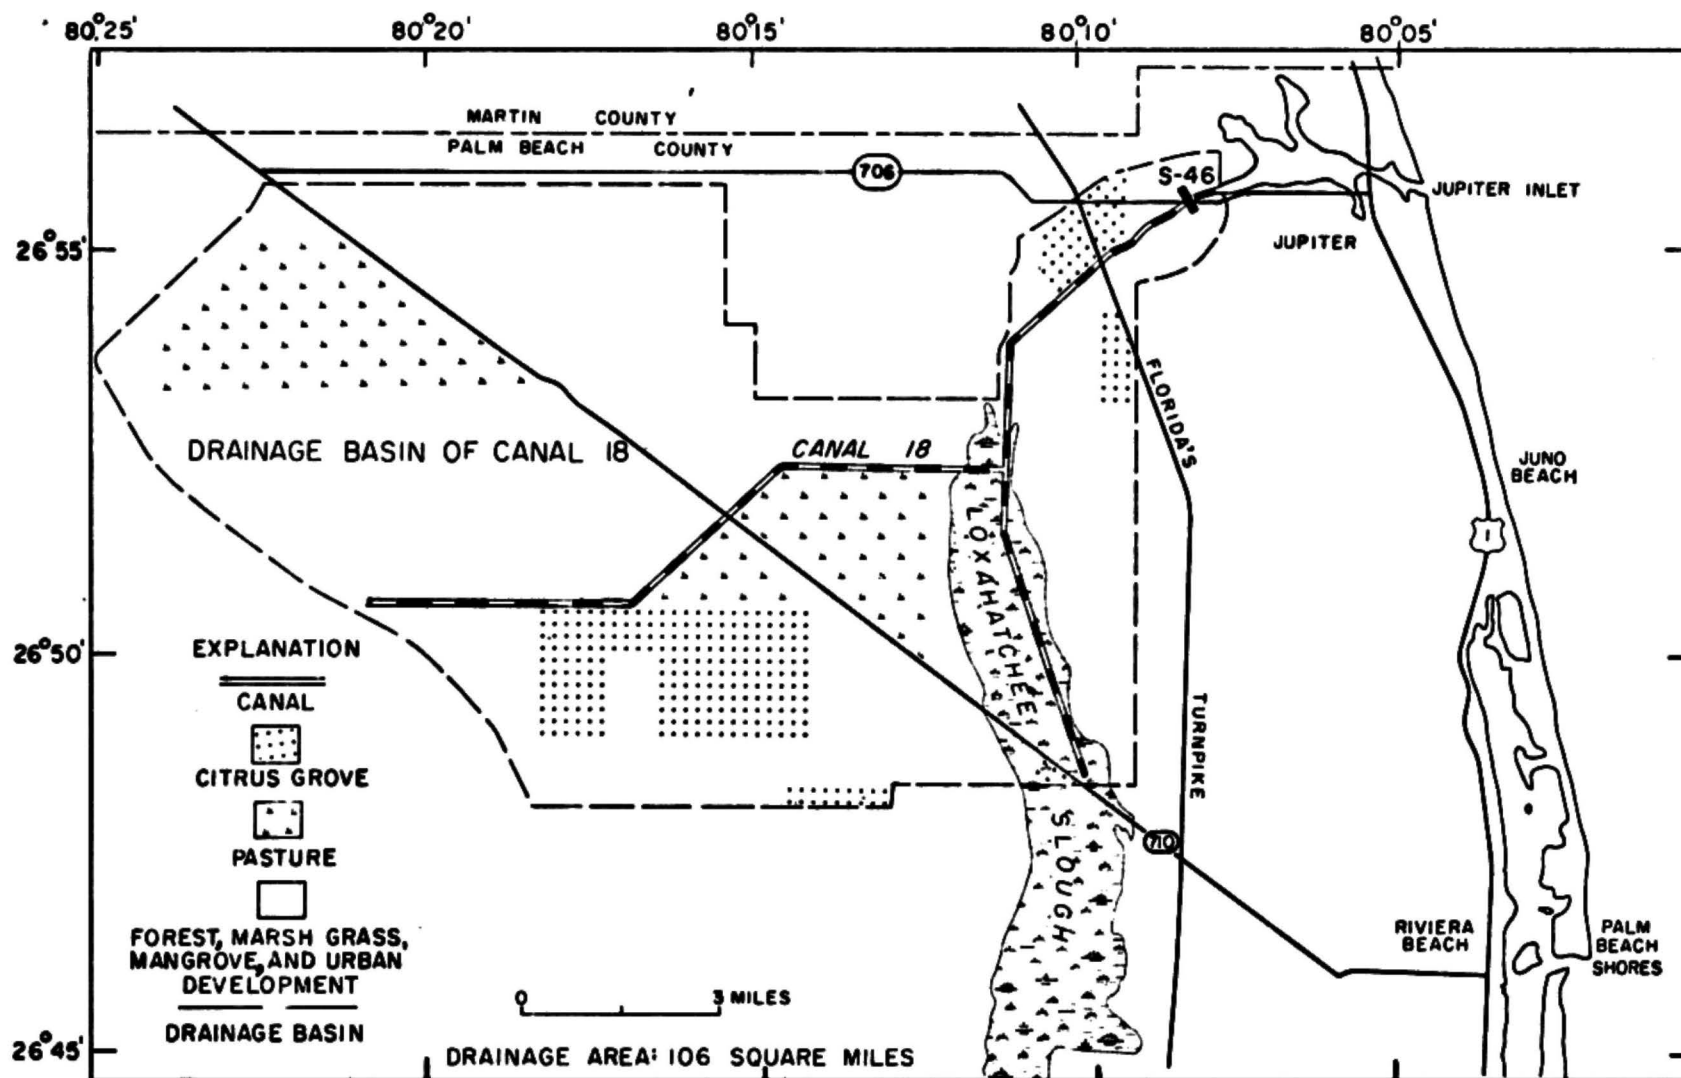 80°25' 80°20' 80°15' 80°10' 80°05'
MARTIN COUNTY
PALM BEACH COUNTY
706
S-46
JUPITER INLET
JUPITER
26°55'
FLORIDA'S
DRAINAGE BASIN OF CANAL 18
CANAL 18
JUNO
BEACH
1
LOXAHATCHEE
26°50'
EXPLANATION
CANAL
TURNPIKE
CITRUS GROVE
SLOUGH
710
PASTURE
RIVIERA
BEACH
PALM
BEACH
SHORES
FOREST, MARSH GRASS,
MANGROVE, AND URBAN
DEVELOPMENT
0 3 MILES
DRAINAGE BASIN
26°45'
DRAINAGE AREA: 106 SQUARE MILES